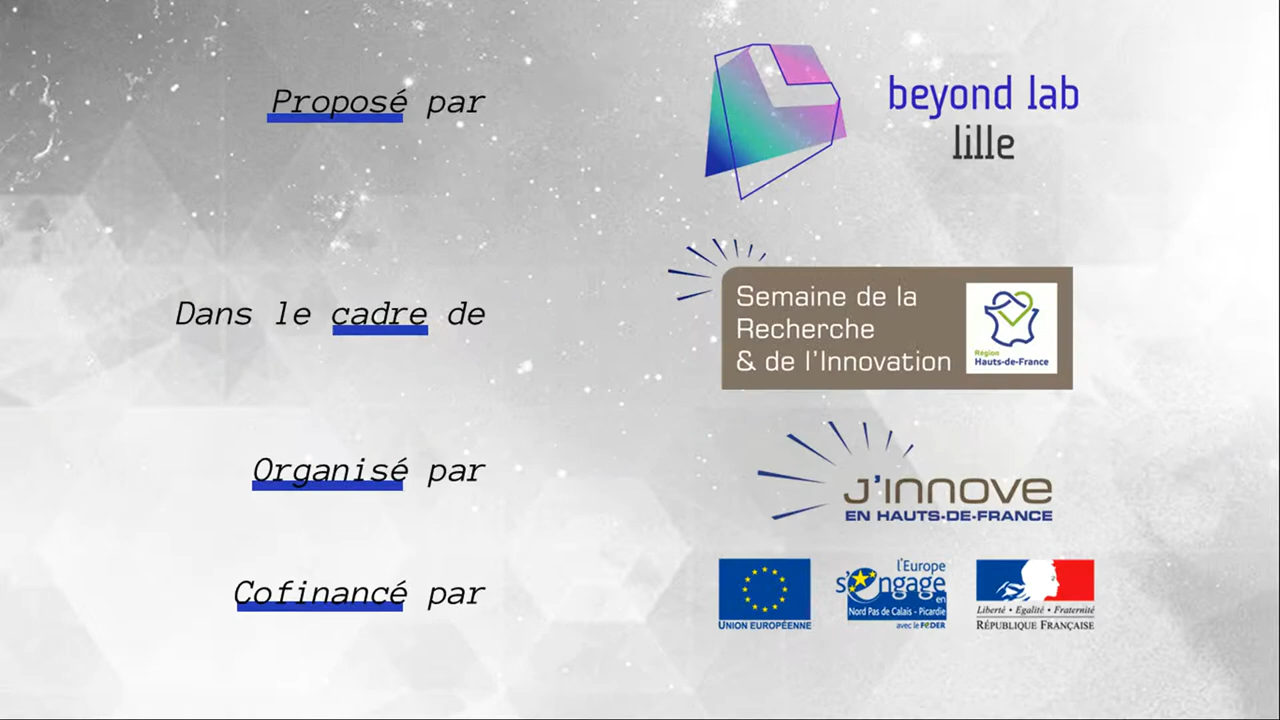 Proposé par
beyond lab
lille
Dans le cadre de
Semaine de la
Recherche
& de l'Innovation
Région
Hauts-de-France
Organisé par
J'innove
EN HAUTS-DE-FRANCE
Cofinancé par
UNION EUROPÉENNE
l'Europe
s'engage
en
Nord Pas de Calais - Picardie
avec le FEDER
Liberté • Egalité • Fraternité
RÉPUBLIQUE FRANÇAISE